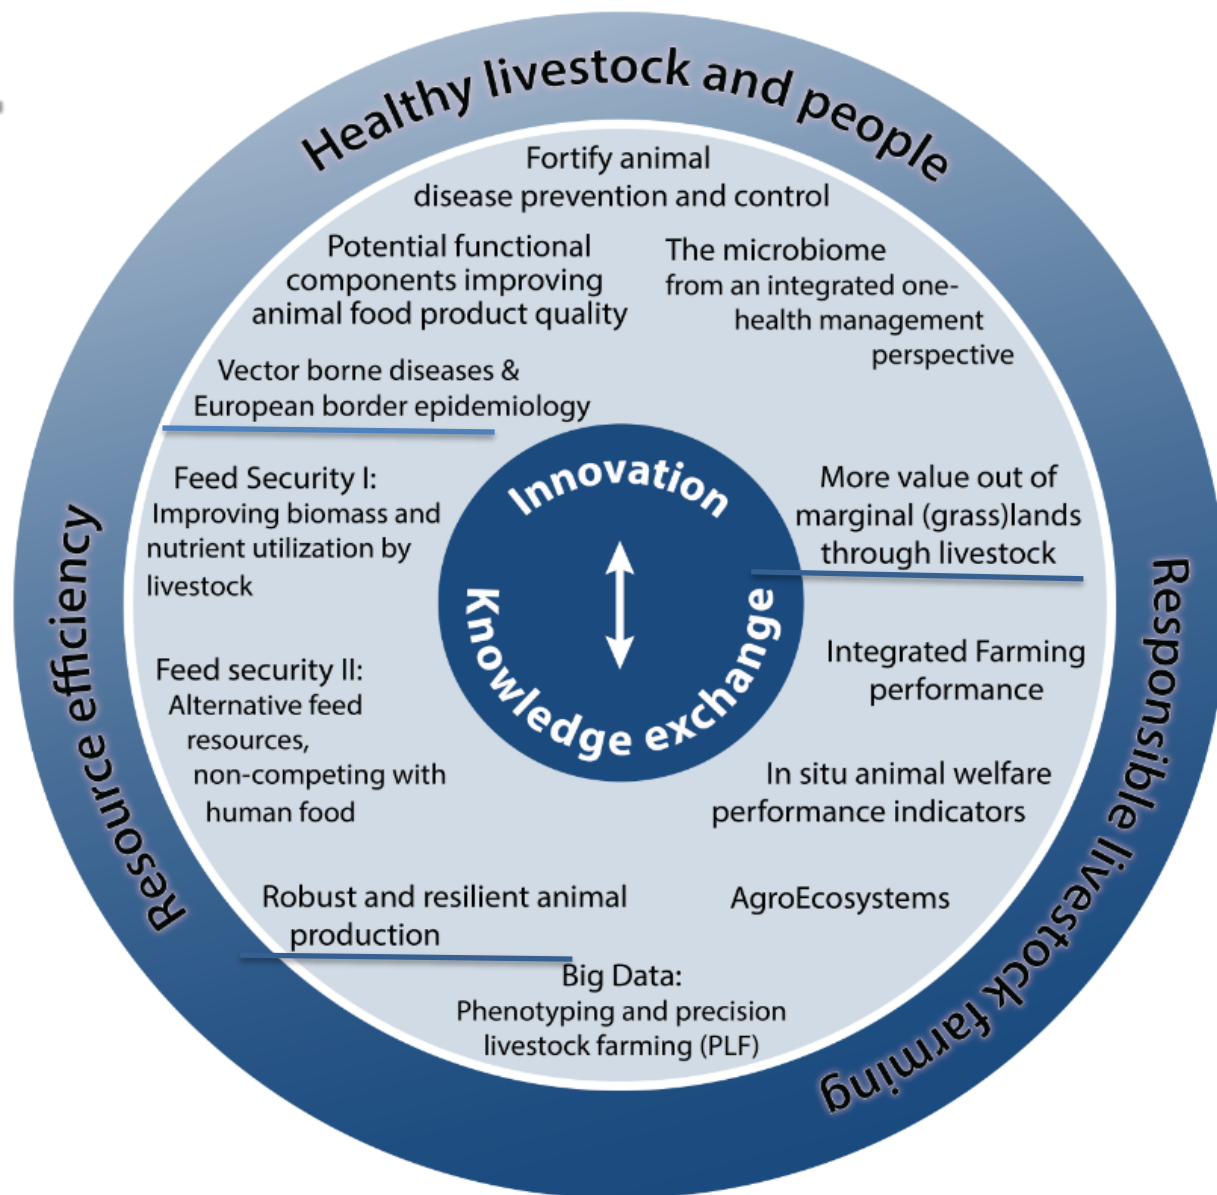 Healthy livestock and people
Fortify animal
disease prevention and control
Potential functional
components improving
animal food product quality
The microbiome
from an integrated one-
health management
perspective
Vector borne diseases &
European border epidemiology
Feed Security I:
Improving biomass and
nutrient utilization by
livestock
Innovation
Knowledge exchange
More value out of
marginal (grass)lands
through livestock
Integrated Farming
performance
Feed security II:
Alternative feed
resources,
non-competing with
human food
In situ animal welfare
performance indicators
Robust and resilient animal
production
AgroEcosystems
Big Data:
Phenotyping and precision
livestock farming (PLF)
Resource efficiency
Responsible livestock farming